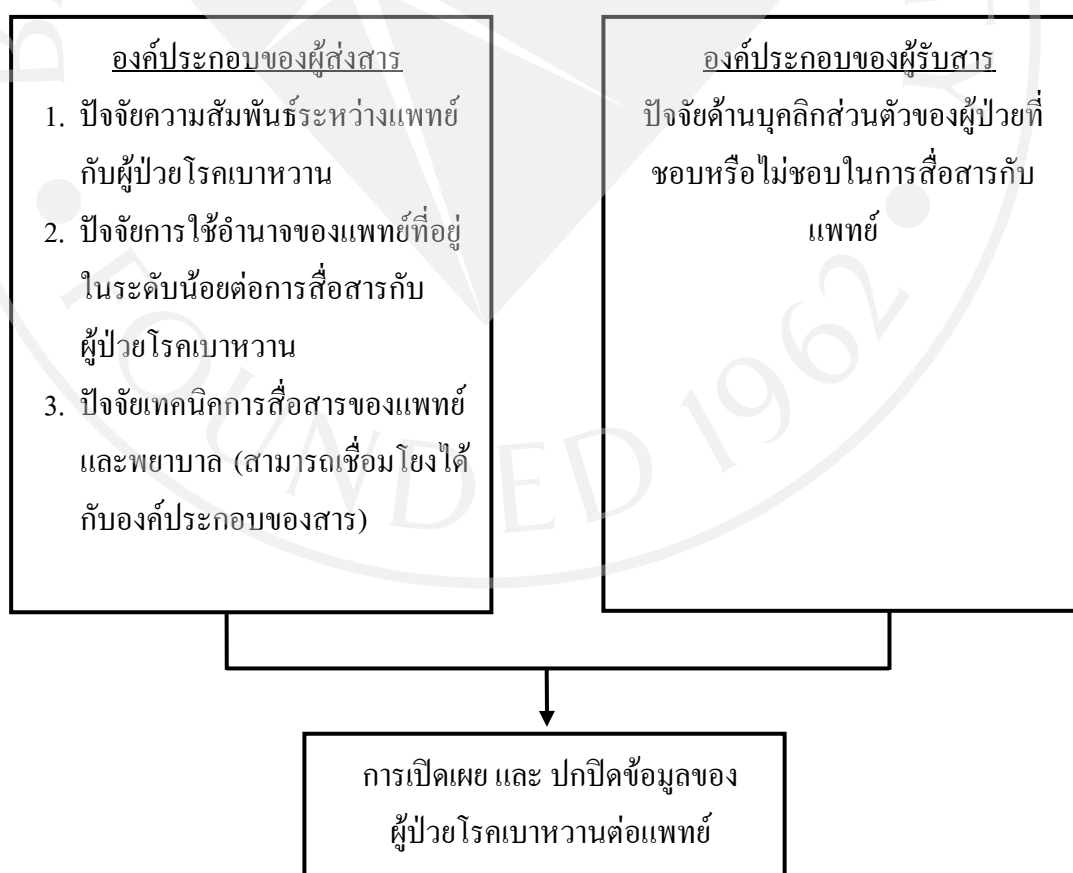 องค์ประกอบของผู้ส่งสาร
1. ปัจจัยความสัมพันธ์ระหว่างแพทย์
กับผู้ป่วยโรคเบาหวาน
2. ปัจจัยการใช้อำนาจของแพทย์ที่อยู่
ในระดับน้อยต่อการสื่อสารกับ
ผู้ป่วยโรคเบาหวาน
3. ปัจจัยเทคนิคการสื่อสารของแพทย์
และพยาบาล (สามารถเชื่อมโยงได้
กับองค์ประกอบของสาร)
องค์ประกอบของผู้รับสาร
ปัจจัยด้านบุคลิกส่วนตัวของผู้ป่วยที่
ชอบหรือไม่ชอบในการสื่อสารกับ
แพทย์
การเปิดเผย และ ปกปิดข้อมูลของ
ผู้ป่วยโรคเบาหวานต่อแพทย์
FOUNDED 1962